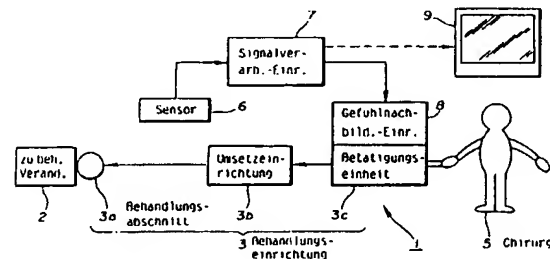 7
9
Signalver-
arb.-Einr.
Sensor
6
8
Gefühlnach-
bild.-Einr.
zu beh.
Veränd.
Umsetzein-
richtung
Betätigungs-
einheit
2
3a
Behandlungs-
abschnitt
3b
3c
1
5 Chirurg
3 Behandlungs-
einrichtung